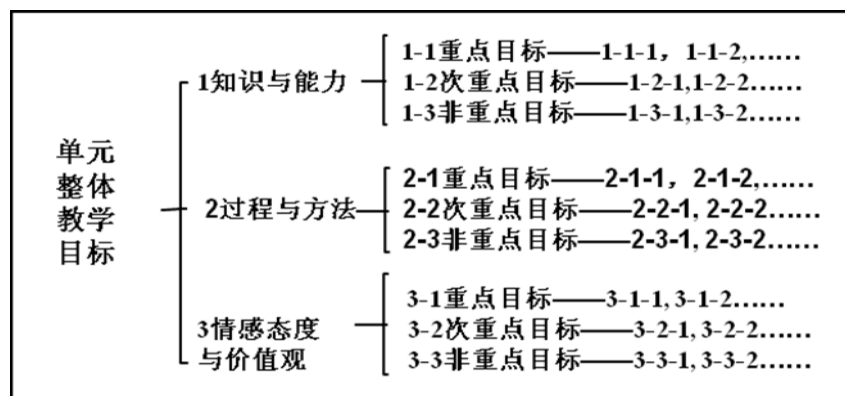 单元
整体
教学
目标
1知识与能力
1-1重点目标——1-1-1，1-1-2,……
1-2次重点目标——1-2-1,1-2-2……
1-3非重点目标——1-3-1,1-3-2……
2过程与方法
2-1重点目标——2-1-1，2-1-2,……
2-2次重点目标——2-2-1, 2-2-2……
2-3非重点目标——2-3-1, 2-3-2……
3情感态度
与价值观
3-1重点目标——3-1-1, 3-1-2……
3-2次重点目标——3-2-1, 3-2-2……
3-3非重点目标——3-3-1, 3-3-2……